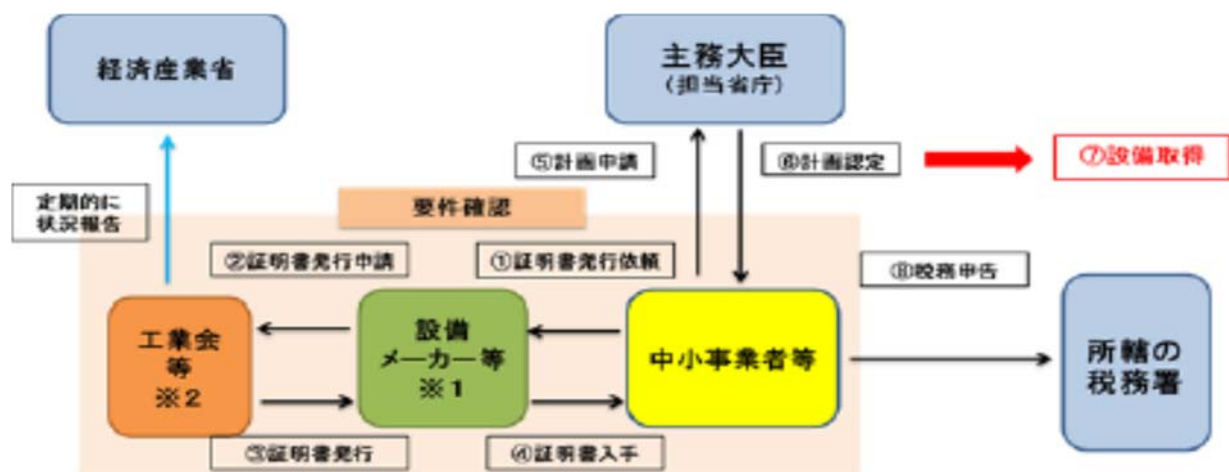 経済産業省
主務大臣
（担当省庁）
⑤計画申請
⑥計画認定
⑦設備取得
定期的に
状況報告
要件確認
②証明書発行申請
①証明書発行依頼
⑧税務申告
工業会
等
※2
設備
メーカー等
※1
中小事業者等
所轄の
税務署
③証明書発行
④証明書入手